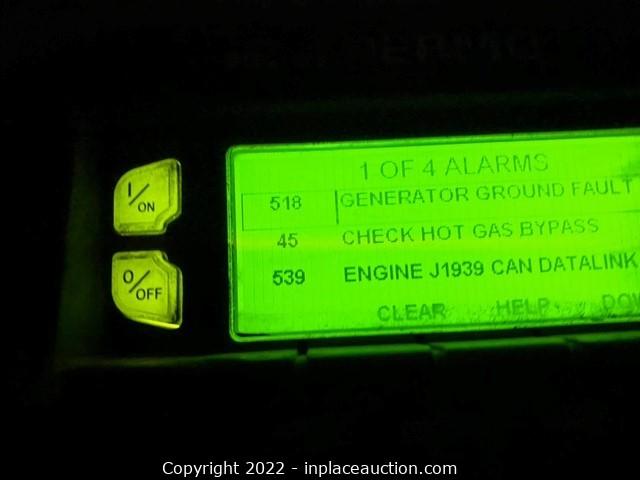 THERMO
1 OF 4 ALARMS
I/ON
518 GENERATOR GROUND FAULT
45 CHECK HOT GAS BYPASS
O/OFF
539 ENGINE J1939 CAN DATALINK
CLEAR HELP
Copyright 2022 - inplaceauction.com